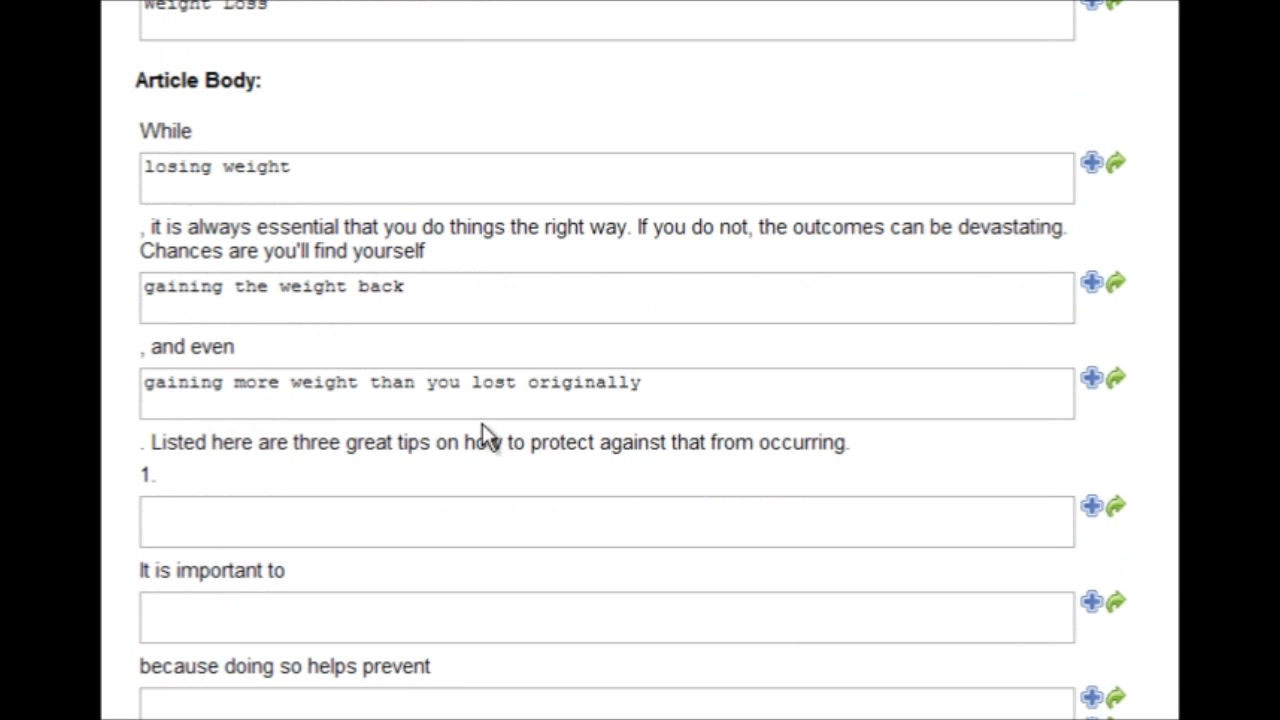 Weight Loss
Article Body:
While
losing weight
, it is always essential that you do things the right way. If you do not, the outcomes can be devastating.
Chances are you'll find yourself
gaining the weight back
, and even
gaining more weight than you lost originally
. Listed here are three great tips on how to protect against that from occurring.
1.
It is important to
because doing so helps prevent